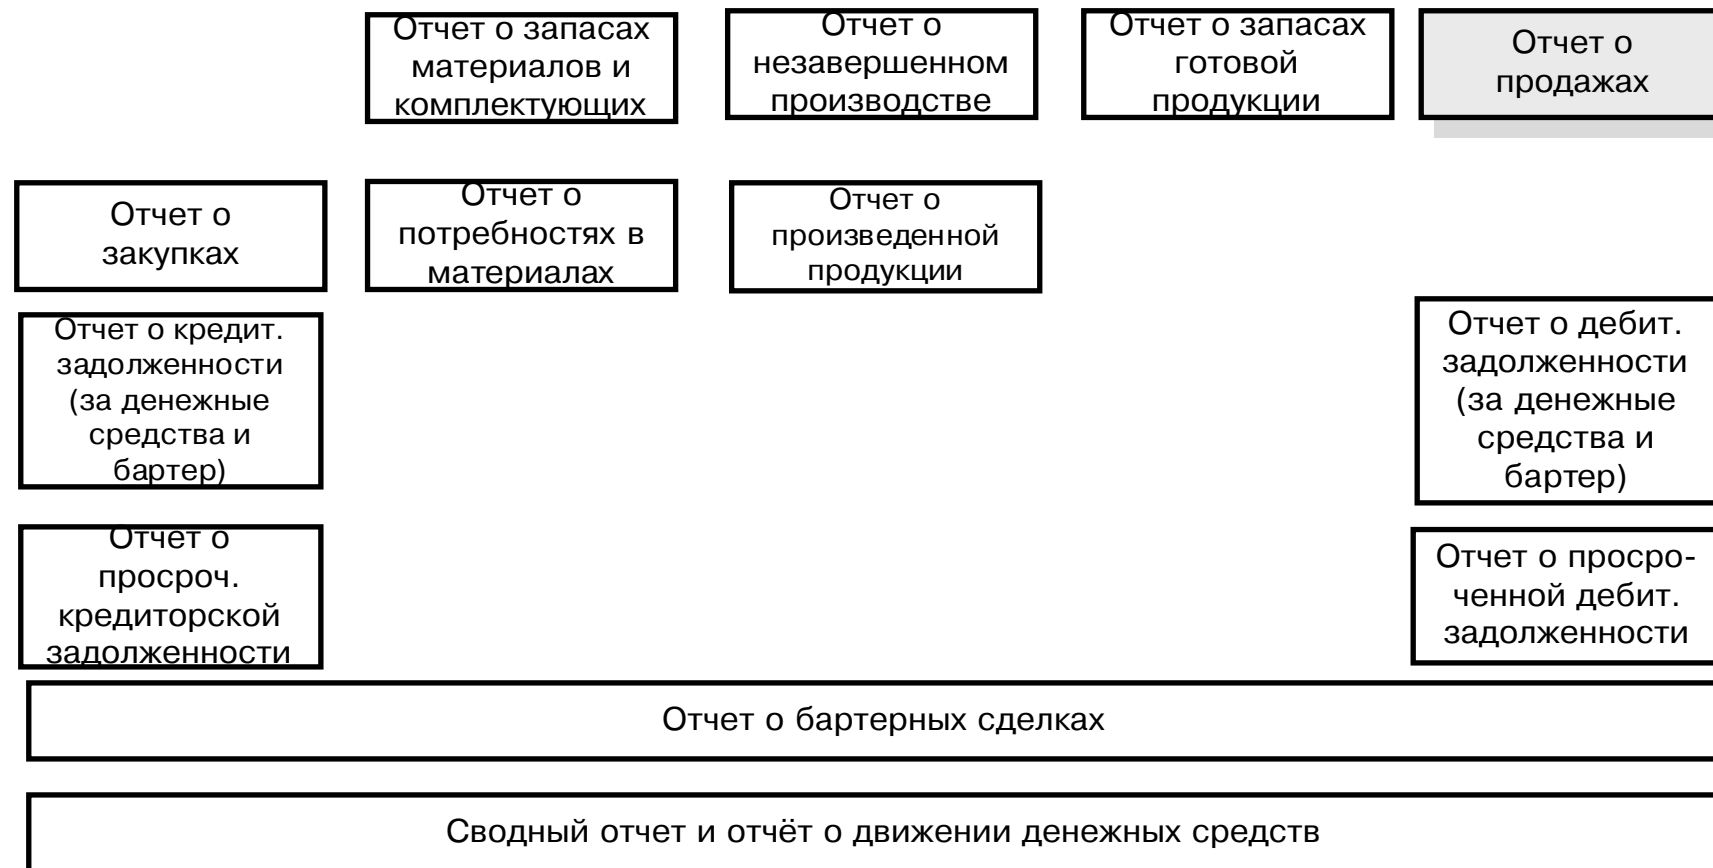 Отчет о запасах
материалов и
комплектующих
Отчет о
незавершенном
производстве
Отчет о запасах
готовой
продукции
Отчет о
продажах
Отчет о
закупках
Отчет о
потребностях в
материалах
Отчет о
произведенной
продукции
Отчет о кредит.
задолженности
(за денежные
средства и
бартер)
Отчет о дебит.
задолженности
(за денежные
средства и
бартер)
Отчет о
просроч.
кредиторской
задолженности
Отчет о просро-
ченной дебит.
задолженности
Отчет о бартерных сделках
Сводный отчет и отчёт о движении денежных средств